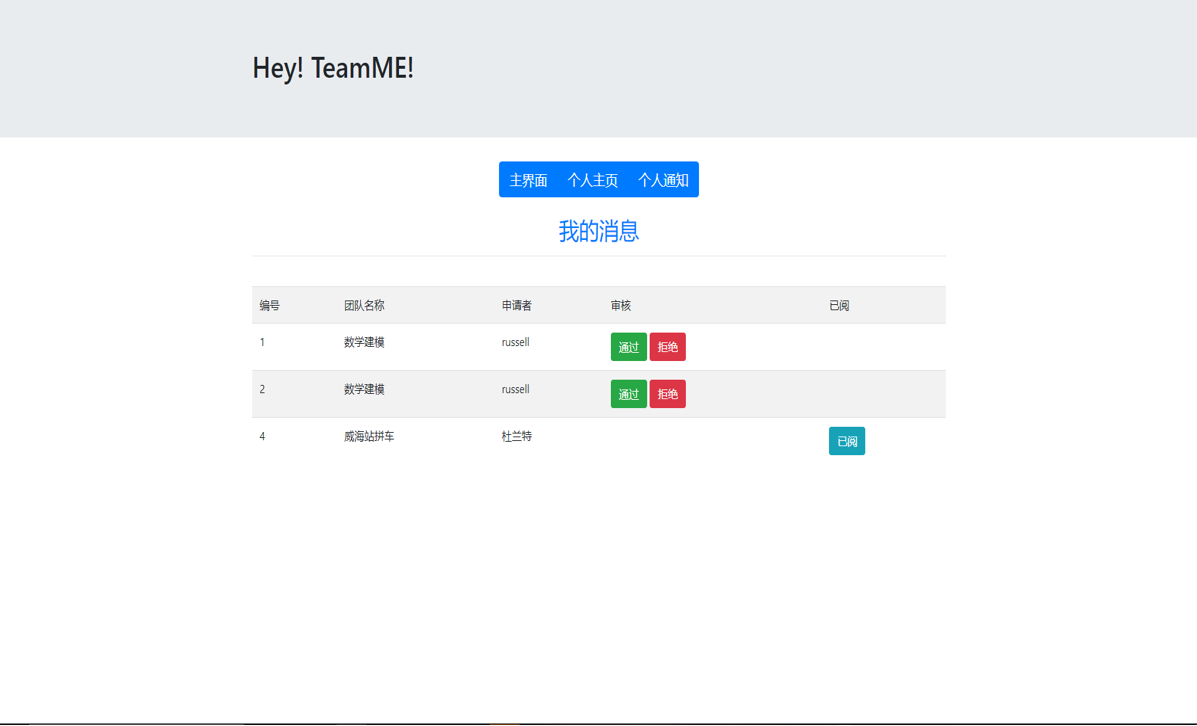 Hey! TeamME!
主界面 个人主页 个人通知
我的消息
编号 团队名称 申请者 审核 已阅
1 数学建模 russell 通过 拒绝
2 数学建模 russell 通过 拒绝
4 威海站拼车 杜兰特 已阅